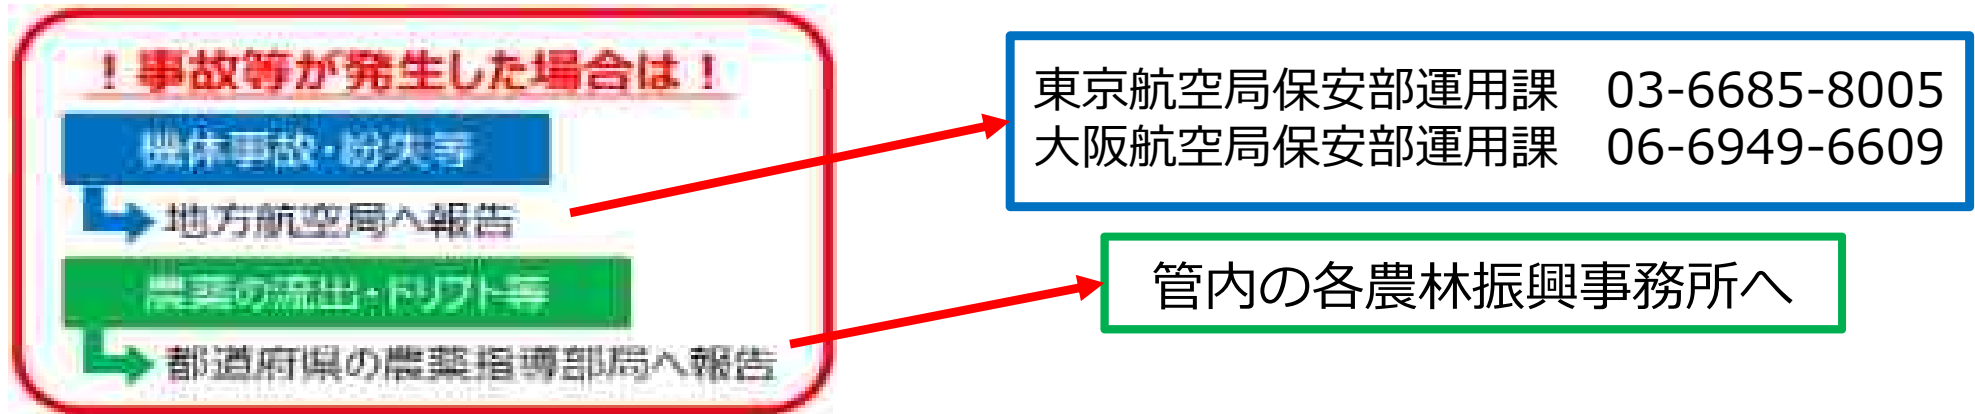 ！事故等が発生した場合は！
機体事故・紛失等
地方航空局へ報告
農薬の流出・ドリフト等
都道府県の農薬指導部局へ報告
東京航空局保安部運用課　03-6685-8005
大阪航空局保安部運用課　06-6949-6609
管内の各農林振興事務所へ